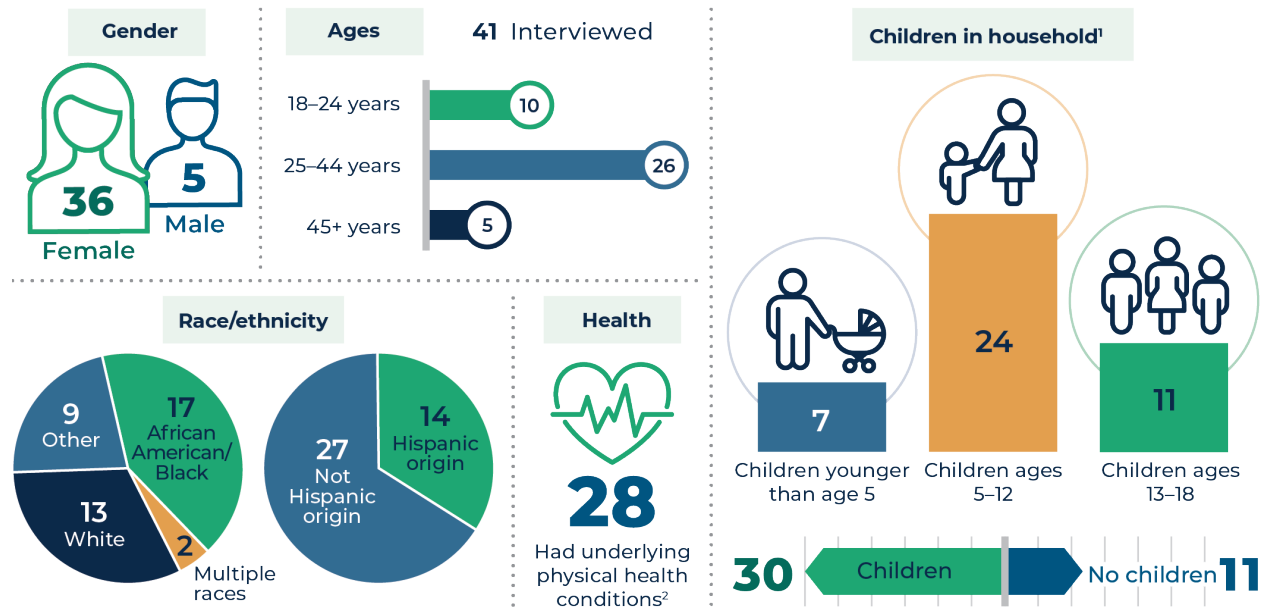 Gender
36
Female
5
Male
Ages
41 Interviewed
18–24 years
10
25–44 years
26
45+ years
5
Race/ethnicity
17
African
American/
Black
9
Other
13
White
2
Multiple
races
14
Hispanic
origin
27
Not
Hispanic
origin
Health
28
Had underlying
physical health
conditions²
Children in household¹
7
Children younger
than age 5
24
Children ages
5–12
11
Children ages
13–18
30
Children
No children
11